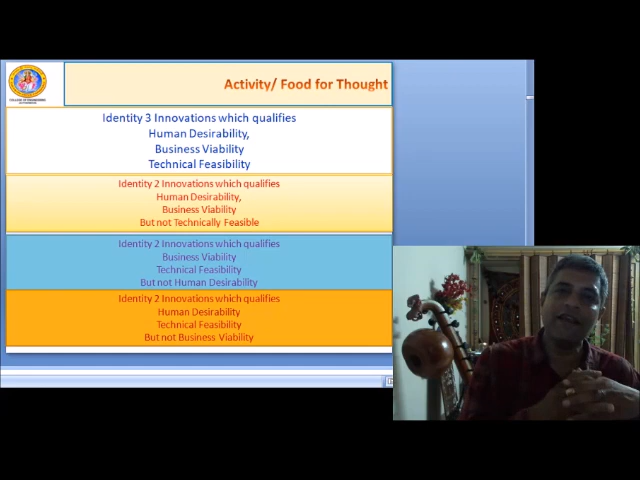 Activity/ Food for Thought
Identity 3 Innovations which qualifies
Human Desirability,
Business Viability
Technical Feasibility
Identity 2 Innovations which qualifies
Human Desirability,
Business Viability
But not Technically Feasible
Identity 2 Innovations which qualifies
Business Viability
Technical Feasibility
But not Human Desirability
Identity 2 Innovations which qualifies
Human Desirability
Technical Feasibility
But not Business Viability